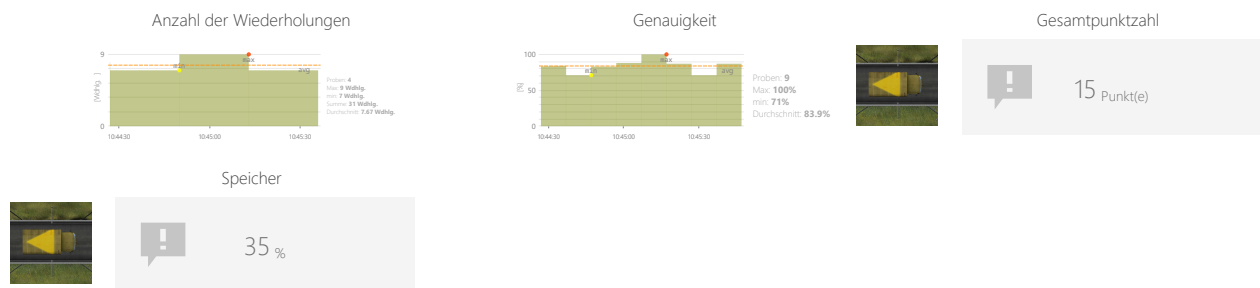 Anzahl der Wiederholungen
9
max
min
avg
[Wdhlg. ]
0
10:44:30
10:45:00
10:45:30
Proben: 4
Max: 9 Wdhlg.
min: 7 Wdhlg.
Summe: 31 Wdhlg.
Durchschnitt: 7.67 Wdhlg.
Genauigkeit
100
max
min
avg
[%]
50
0
10:44:30
10:45:00
10:45:30
Proben: 9
Max: 100%
min: 71%
Durchschnitt: 83.9%
Gesamtpunktzahl
15 Punkt(e)
Speicher
35 %